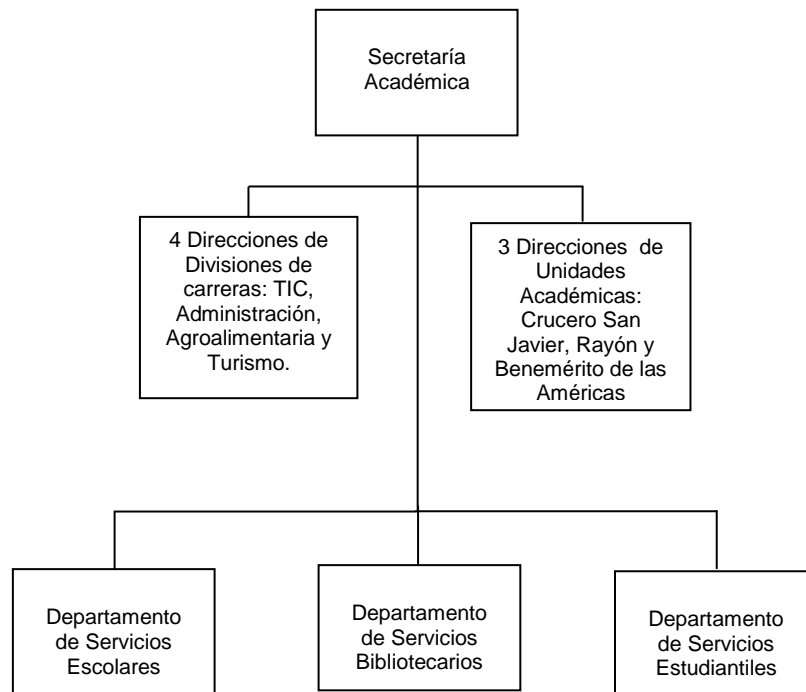 Secretaría
Académica
4 Direcciones de
Divisiones de
carreras: TIC,
Administración,
Agroalimentaria y
Turismo.
3 Direcciones  de
Unidades
Académicas:
Crucero San
Javier, Rayón y
Benemérito de las
Américas
Departamento
de Servicios
Escolares
Departamento
de Servicios
Bibliotecarios
Departamento
de Servicios
Estudiantiles